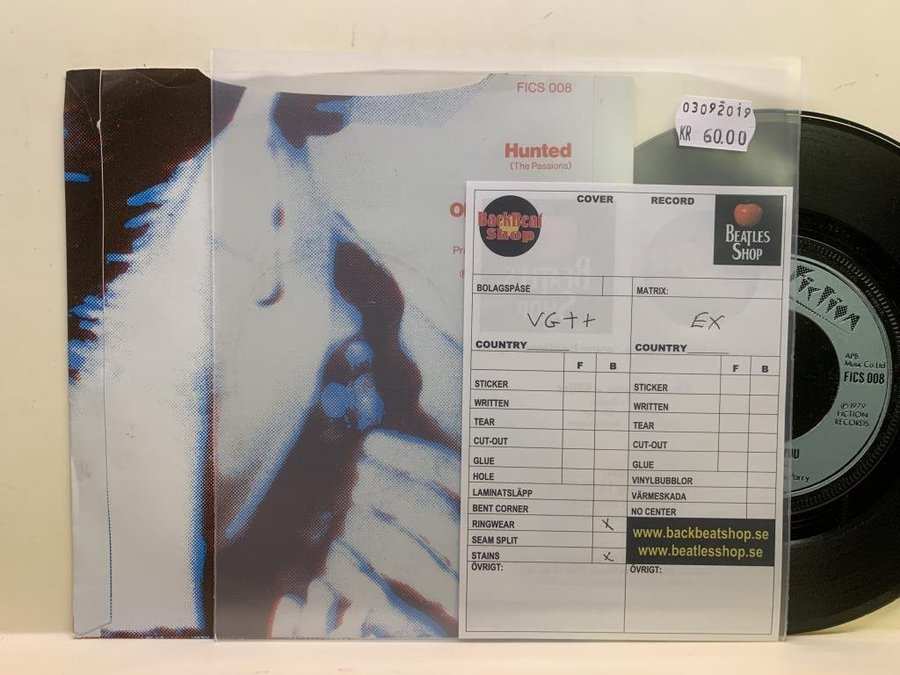 FICS 008
Hunted
(The Passions)
03092019
KR 60.00
COVER
RECORD
BackBeat
Shop
BEATLES
SHOP
BOLAGSPÅSE
MATRIX:
VG++
EX
COUNTRY
COUNTRY
F B
F B
STICKER
STICKER
WRITTEN
WRITTEN
TEAR
TEAR
CUT-OUT
CUT-OUT
GLUE
GLUE
HOLE
VINYLBUBBLOR
LAMINATSLÄPP
VÄRMESKADA
BENT CORNER
NO CENTER
RINGWEAR X
SEAM SPLIT
STAINS X
www.backbeatshop.se
www.beatlesshop.se
ÖVRIGT:
ÖVRIGT:
APB
Music Co Ltd
FICS 008
℗ 1979
FICTION
RECORDS